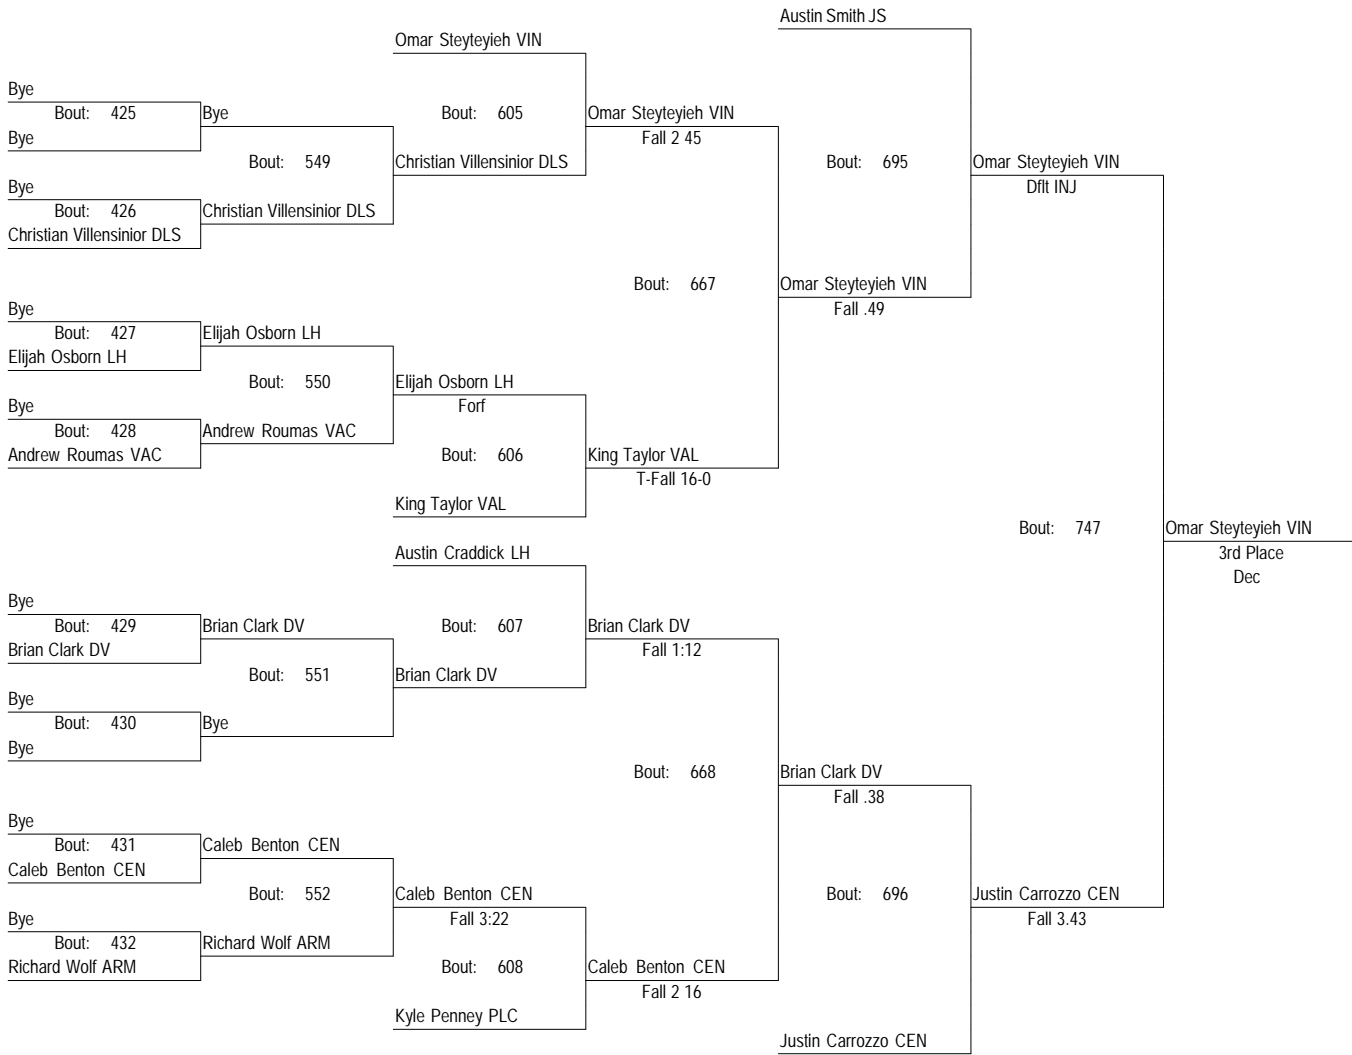 Austin Smith JS
Omar Steyteyieh VIN
Bye
Bout: 425 Bye Bout: 605 Omar Steyteyieh VIN
Bye Fall 2 45
Bout: 549 Christian Villensinior DLS Bout: 695 Omar Steyteyieh VIN
Bye Dflt INJ
Bout: 426 Christian Villensinior DLS
Christian Villensinior DLS
Bout: 667 Omar Steyteyieh VIN
Bye Fall .49
Bout: 427 Elijah Osborn LH
Elijah Osborn LH
Bout: 550 Elijah Osborn LH
Bye Forf
Bout: 428 Andrew Roumas VAC
Andrew Roumas VAC Bout: 606 King Taylor VAL
T-Fall 16-0
King Taylor VAL
Bout: 747 Omar Steyteyieh VIN
Austin Craddick LH 3rd Place
Dec
Bye
Bout: 429 Brian Clark DV Bout: 607 Brian Clark DV
Brian Clark DV Fall 1:12
Bout: 551 Brian Clark DV
Bye
Bout: 430 Bye
Bye
Bout: 668 Brian Clark DV
Fall .38
Bye
Bout: 431 Caleb Benton CEN
Caleb Benton CEN
Bout: 552 Caleb Benton CEN Bout: 696 Justin Carrozzo CEN
Bye Fall 3:22 Fall 3.43
Bout: 432 Richard Wolf ARM
Richard Wolf ARM Bout: 608 Caleb Benton CEN
Fall 2 16
Kyle Penney PLC
Justin Carrozzo CEN